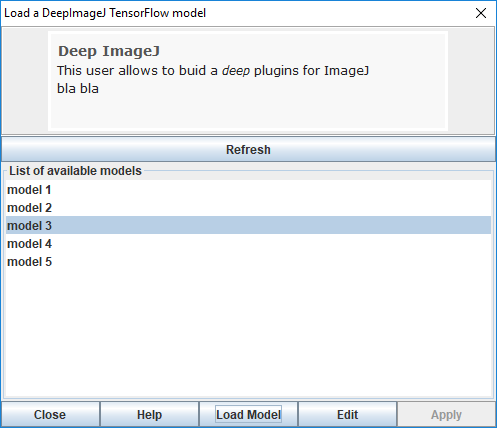 Load a DeepImageJ TensorFlow model
Deep ImageJ
This user allows to buid a deep plugins for ImageJ
bla bla
Refresh
List of available models
model 1
model 2
model 3
model 4
model 5
Close Help Load Model Edit Apply